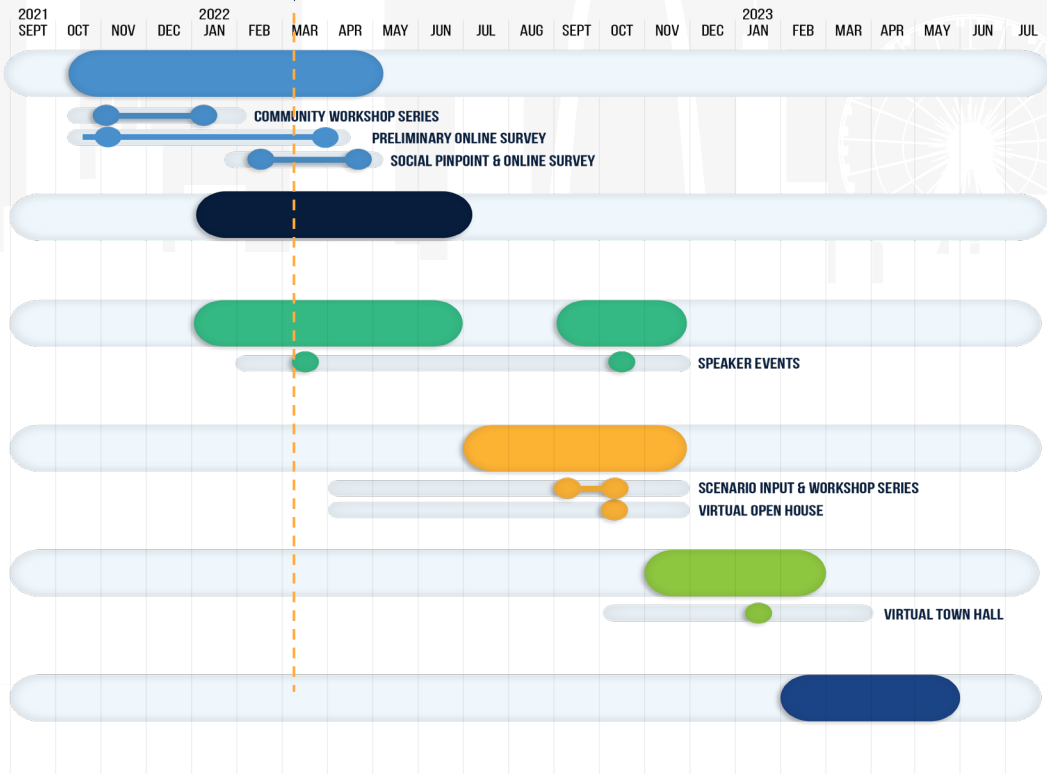 2021 2022 2023
SEPT OCT NOV DEC JAN FEB MAR APR MAY JUN JUL AUG SEPT OCT NOV DEC JAN FEB MAR APR MAY JUN JUL
COMMUNITY WORKSHOP SERIES
PRELIMINARY ONLINE SURVEY
SOCIAL PINPOINT & ONLINE SURVEY
SPEAKER EVENTS
SCENARIO INPUT & WORKSHOP SERIES
VIRTUAL OPEN HOUSE
VIRTUAL TOWN HALL